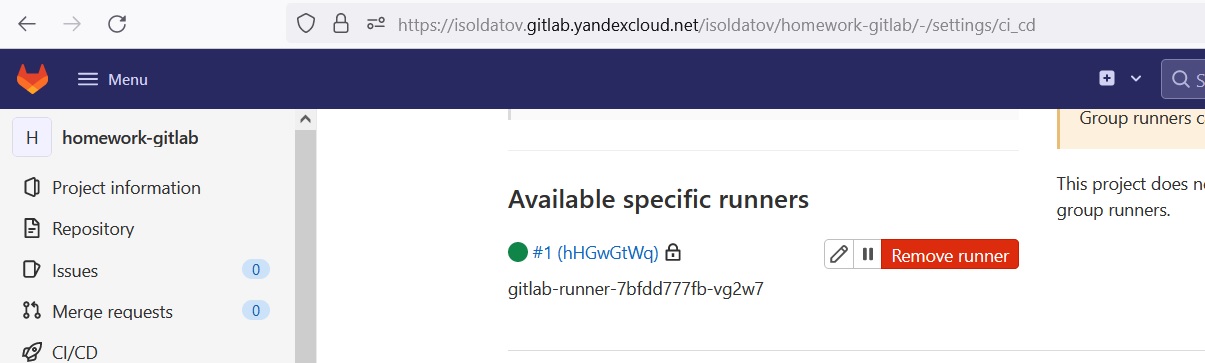 https://isoldatov.gitlab.yandexcloud.net/isoldatov/homework-gitlab/-/settings/ci_cd
Menu
H homework-gitlab
Project information
Repository
Issues 0
Merge requests 0
CI/CD
Available specific runners
#1 (hHGwGtWq)
Remove runner
gitlab-runner-7bfdd777fb-vg2w7
Group runners c
This project does n
group runners.